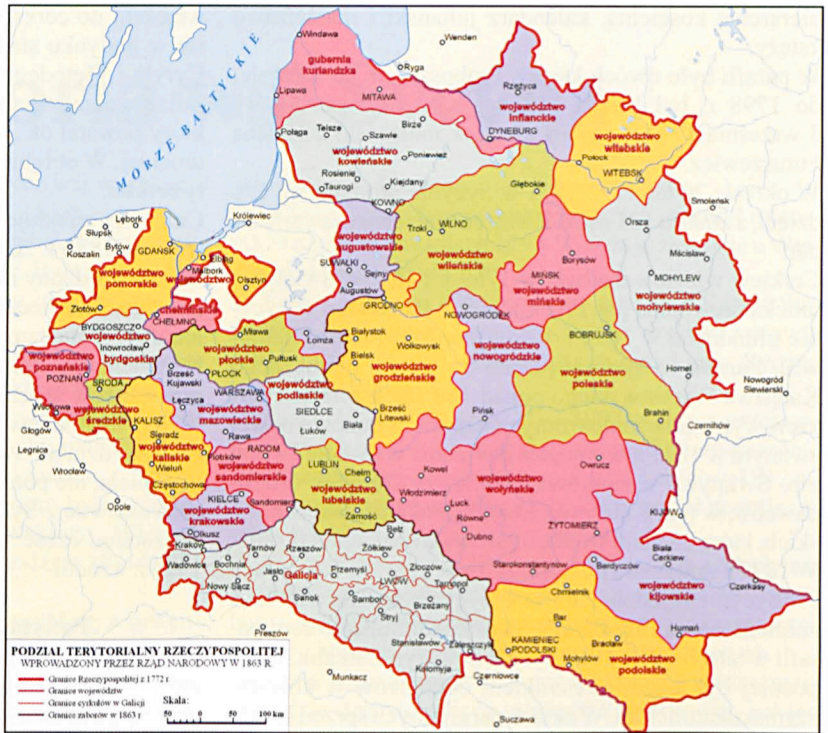 MORZE BAŁTYCKIE
Windawa
Wenden
gubernia
kurlandzka
Ryga
Lipawa
MITAWA
Rzeżyca
województwo
inflanckie
DYNEBURG
województwo
witebskie
Połock
WITEBSK
Połąga
Telsze
Szawle
Birże
województwo
kowieńskie
Poniewież
Rosienie
Taurogi
Kiejdany
KOWNO
Głębokie
Smoleńsk
Orsza
Mścisław
MOHYLEW
województwo
mohylewskie
Troki
WILNO
województwo
wileńskie
Borysów
MIŃSK
województwo
mińskie
województwo
augustowskie
SUWAŁKI
Sejny
Augustów
GRODNO
NOWOGRÓDEK
województwo
nowogródzkie
BOBRUJSK
województwo
poleskie
Homel
Nowogród
Siewierski
Brahin
Czernihów
Królewiec
Lębork
Słupsk
Koszalin
Bytów
GDAŃSK
województwo
pomorskie
Elbląg
Malbork
województwo
Olsztyn
chełmińskie
CHEŁMNO
Złotów
BYDGOSZCZ
województwo
Inowrocław
bydgoskie
województwo
poznańskie
POZNAŃ
ŚRODA
województwo
średzkie
Wschowa
Głogów
Legnica
Wrocław
Opole
Mława
województwo
płockie
Pułtusk
PŁOCK
Łomża
Białystok
Bielsk
Wołkowysk
województwo
grodzieńskie
Brześć
Litewski
Pińsk
Brześć
Kujawski
Łęczyca
WARSZAWA
województwo
mazowieckie
Rawa
województwo
podlaskie
SIEDLCE
Łuków
Biała
KALISZ
Sieradz
województwo
kaliskie
Wieluń
Piotrków
Częstochowa
RADOM
województwo
sandomierskie
KIELCE
Sandomierz
województwo
krakowskie
Olkusz
LUBLIN
Chełm
województwo
lubelskie
Zamość
Kowel
Włodzimierz
województwo
wołyńskie
Łuck
Równe
Dubno
Owrucz
ŻYTOMIERZ
KIJÓW
Starokonstantynów
Berdyczów
Biała
Cerkiew
województwo
kijowskie
Czerkasy
Humań
Chmielnik
Bar
KAMIENIEC
PODOLSKI
Bracław
Mohylów
województwo
podolskie
Kraków
Wadowice
Bochnia
Tarnów
Nowy Sącz
Jasło
Rzeszów
Galicja
Przemyśl
Sanok
Bełz
Żółkiew
LWÓW
Sambor
Stryj
Złoczów
Tarnopol
Brzeżany
Stanisławów
Zaleszczyki
Kołomyja
Preszów
Munkacz
Czerniowce
Suczawa
PODZIAŁ TERYTORIALNY RZECZYPOSPOLITEJ
WPROWADZONY PRZEZ RZĄD NARODOWY W 1863 R.
Granice Rzeczypospolitej z 1772 r
Granice województw
Granice cyrkułów w Galicji
Granice zaborów w 1863 r
Skala:
50 0 50 100 km